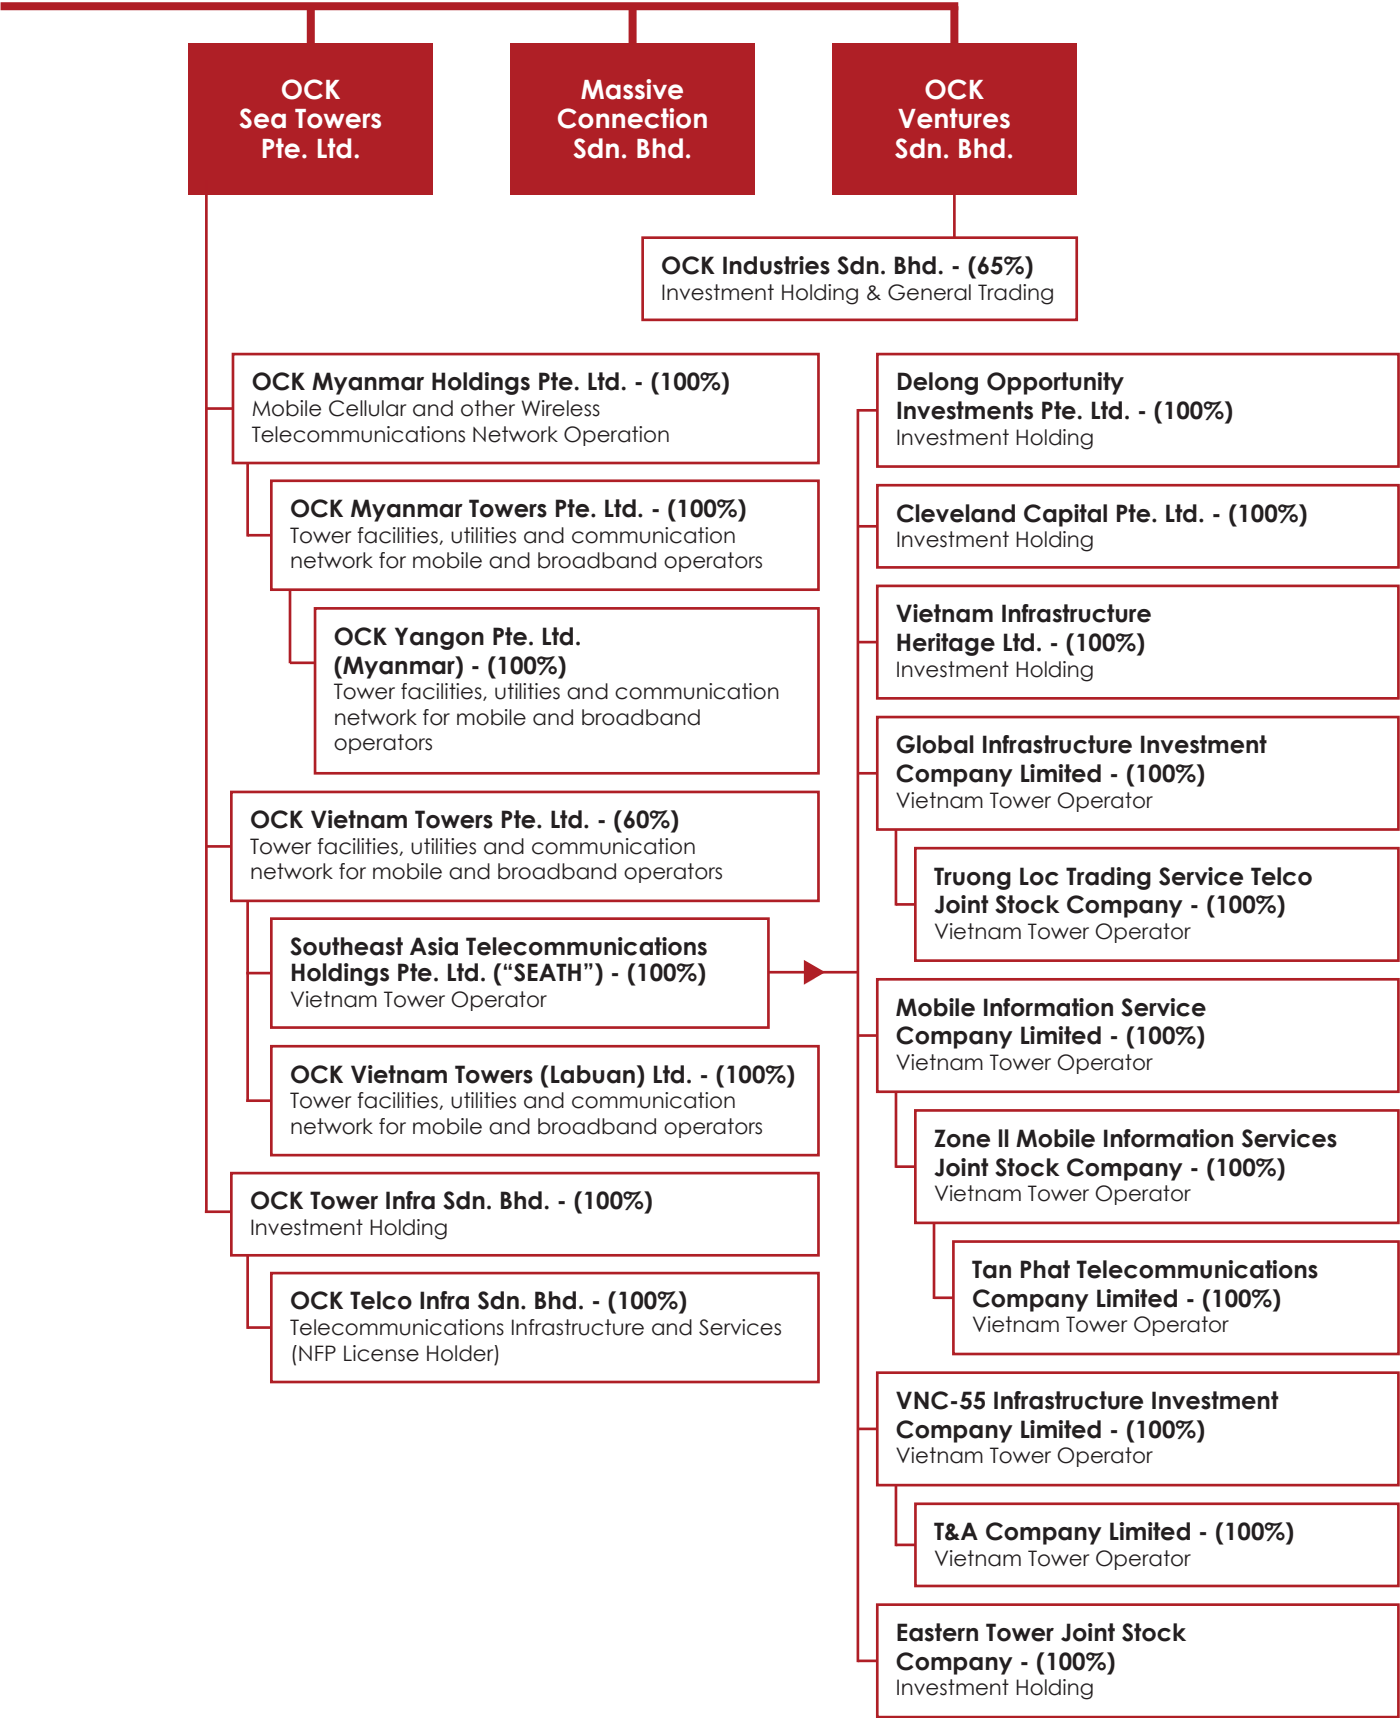 OCK
Sea Towers
Pte. Ltd.
Massive
Connection
Sdn. Bhd.
OCK
Ventures
Sdn. Bhd.
OCK Industries Sdn. Bhd. - (65%)
Investment Holding & General Trading
OCK Myanmar Holdings Pte. Ltd. - (100%)
Mobile Cellular and other Wireless
Telecommunications Network Operation
OCK Myanmar Towers Pte. Ltd. - (100%)
Tower facilities, utilities and communication
network for mobile and broadband operators
OCK Yangon Pte. Ltd.
(Myanmar) - (100%)
Tower facilities, utilities and communication
network for mobile and broadband
operators
OCK Vietnam Towers Pte. Ltd. - (60%)
Tower facilities, utilities and communication
network for mobile and broadband operators
Southeast Asia Telecommunications
Holdings Pte. Ltd. (“SEATH”) - (100%)
Vietnam Tower Operator
OCK Vietnam Towers (Labuan) Ltd. - (100%)
Tower facilities, utilities and communication
network for mobile and broadband operators
OCK Tower Infra Sdn. Bhd. - (100%)
Investment Holding
OCK Telco Infra Sdn. Bhd. - (100%)
Telecommunications Infrastructure and Services
(NFP License Holder)
Delong Opportunity
Investments Pte. Ltd. - (100%)
Investment Holding
Cleveland Capital Pte. Ltd. - (100%)
Investment Holding
Vietnam Infrastructure
Heritage Ltd. - (100%)
Investment Holding
Global Infrastructure Investment
Company Limited - (100%)
Vietnam Tower Operator
Truong Loc Trading Service Telco
Joint Stock Company - (100%)
Vietnam Tower Operator
Mobile Information Service
Company Limited - (100%)
Vietnam Tower Operator
Zone II Mobile Information Services
Joint Stock Company - (100%)
Vietnam Tower Operator
Tan Phat Telecommunications
Company Limited - (100%)
Vietnam Tower Operator
VNC-55 Infrastructure Investment
Company Limited - (100%)
Vietnam Tower Operator
T&A Company Limited - (100%)
Vietnam Tower Operator
Eastern Tower Joint Stock
Company - (100%)
Investment Holding